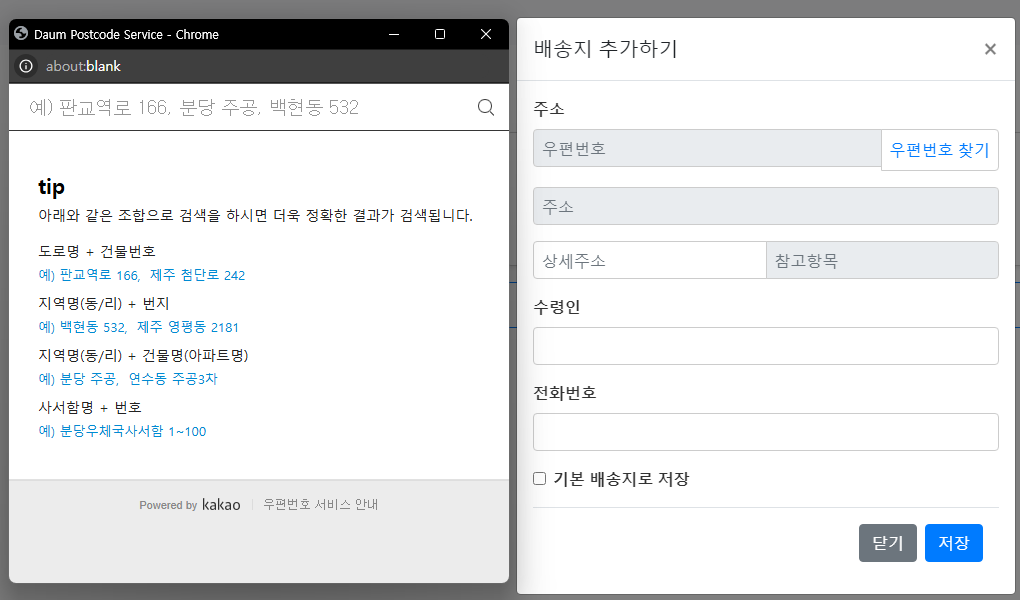 Daum Postcode Service - Chrome
about:blank
예) 판교역로 166, 분당 주공, 백현동 532
tip
아래와 같은 조합으로 검색을 하시면 더욱 정확한 결과가 검색됩니다.
도로명 + 건물번호
예) 판교역로 166, 제주 첨단로 242
지역명(동/리) + 번지
예) 백현동 532, 제주 영평동 2181
지역명(동/리) + 건물명(아파트명)
예) 분당 주공, 연수동 주공3차
사서함명 + 번호
예) 분당우체국사서함 1~100
Powered by kakao 우편번호 서비스 안내
배송지 추가하기 ×
주소
우편번호 우편번호 찾기
주소
상세주소 참고항목
수령인
전화번호
기본 배송지로 저장
닫기 저장